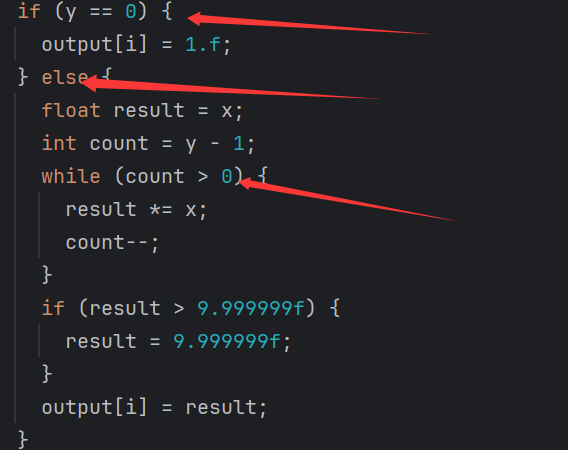 if (y == 0) {
output[i] = 1.f;
} else {
float result = x;
int count = y - 1;
while (count > 0) {
result *= x;
count--;
}
if (result > 9.999999f) {
result = 9.999999f;
}
output[i] = result;
}